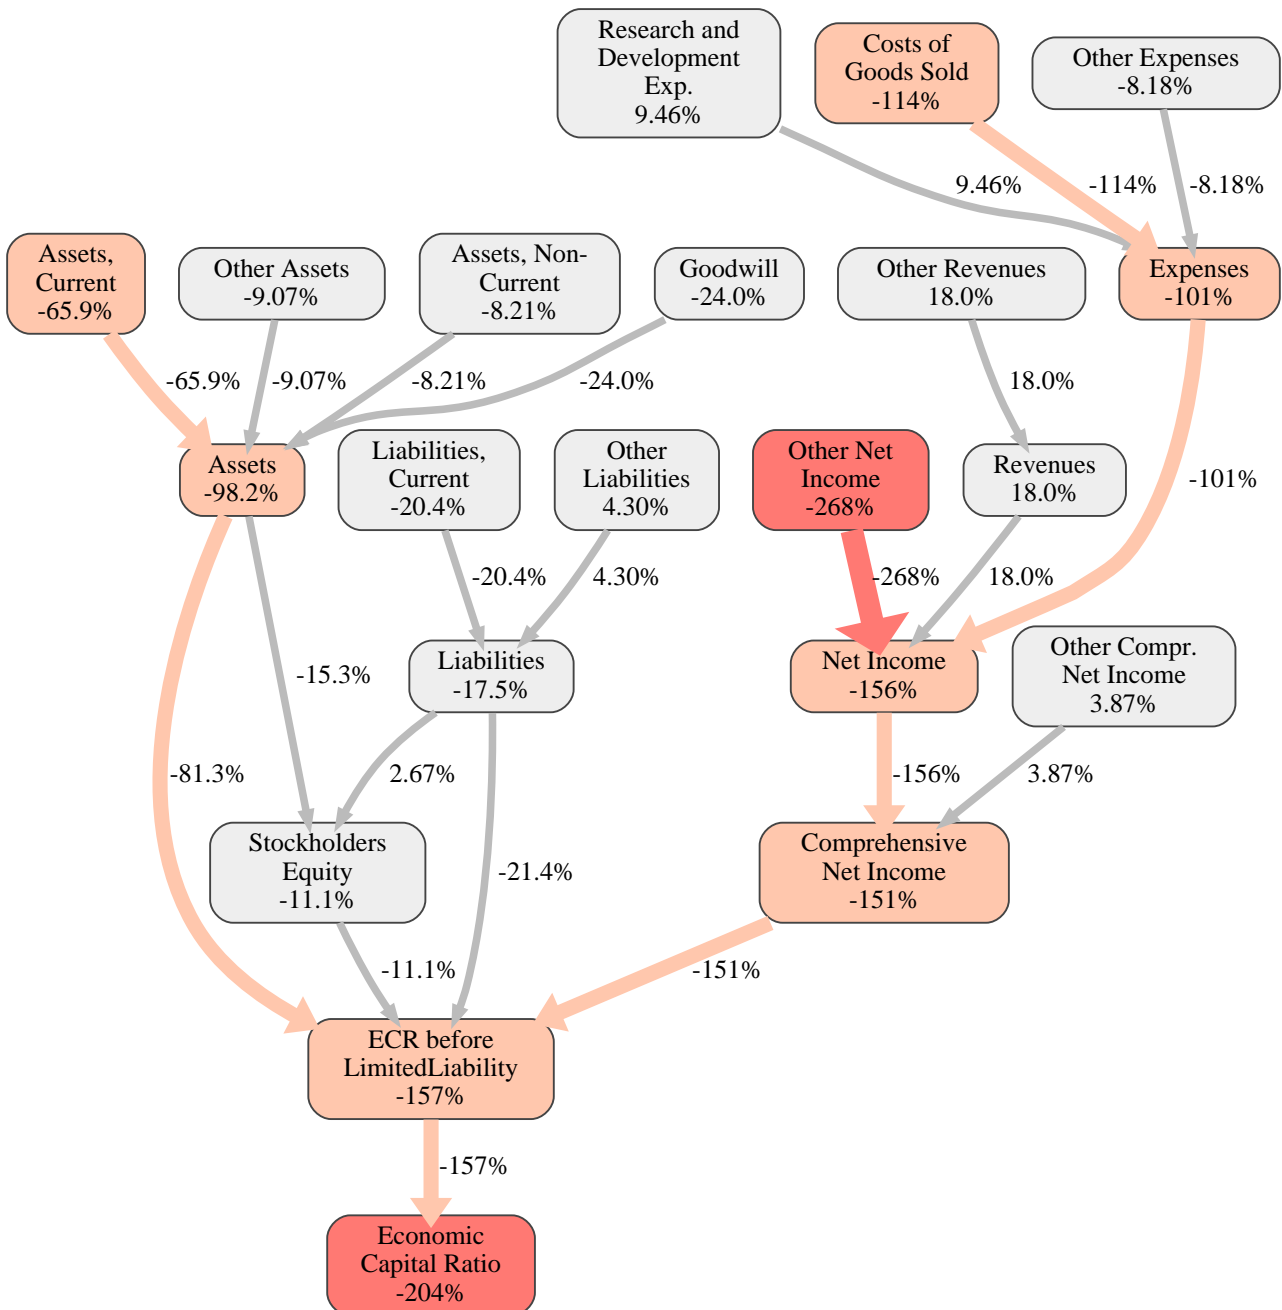 Research and
Development
Exp.
9.46%
Costs of
Goods Sold
-114%
Other Expenses
-8.18%
9.46%
-114%
-8.18%
Assets,
Current
-65.9%
Other Assets
-9.07%
Assets, Non-
Current
-8.21%
Goodwill
-24.0%
Other Revenues
18.0%
Expenses
-101%
-65.9%
-9.07%
-8.21%
-24.0%
18.0%
-101%
Assets
-98.2%
Liabilities,
Current
-20.4%
Other
Liabilities
4.30%
Other Net
Income
-268%
Revenues
18.0%
-20.4%
4.30%
-268%
18.0%
-15.3%
Liabilities
-17.5%
Net Income
-156%
Other Compr.
Net Income
3.87%
-81.3%
2.67%
-156%
3.87%
Stockholders
Equity
-11.1%
-21.4%
Comprehensive
Net Income
-151%
-11.1%
-151%
ECR before
LimitedLiability
-157%
-157%
Economic
Capital Ratio
-204%